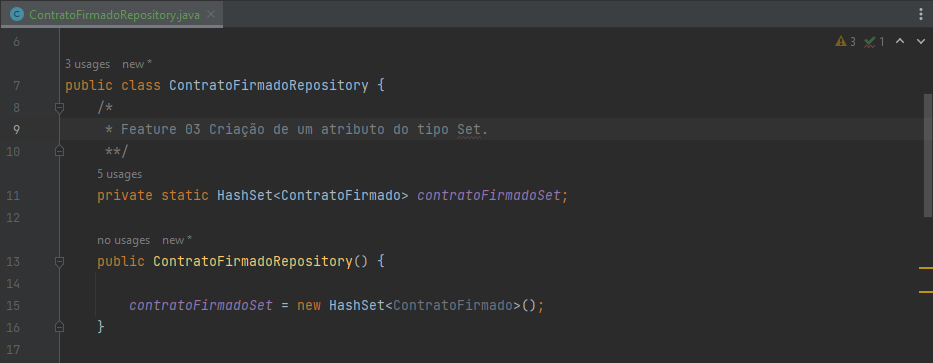 ContratoFirmadoRepository.java
6 3 1
3 usages new *
7 public class ContratoFirmadoRepository {
8 /*
9 * Feature 03 Criação de um atributo do tipo Set.
10 **/
5 usages
11 private static HashSet<ContratoFirmado> contratoFirmadoSet;
12
no usages new *
13 public ContratoFirmadoRepository() {
14
15 contratoFirmadoSet = new HashSet<ContratoFirmado>();
16 }
17